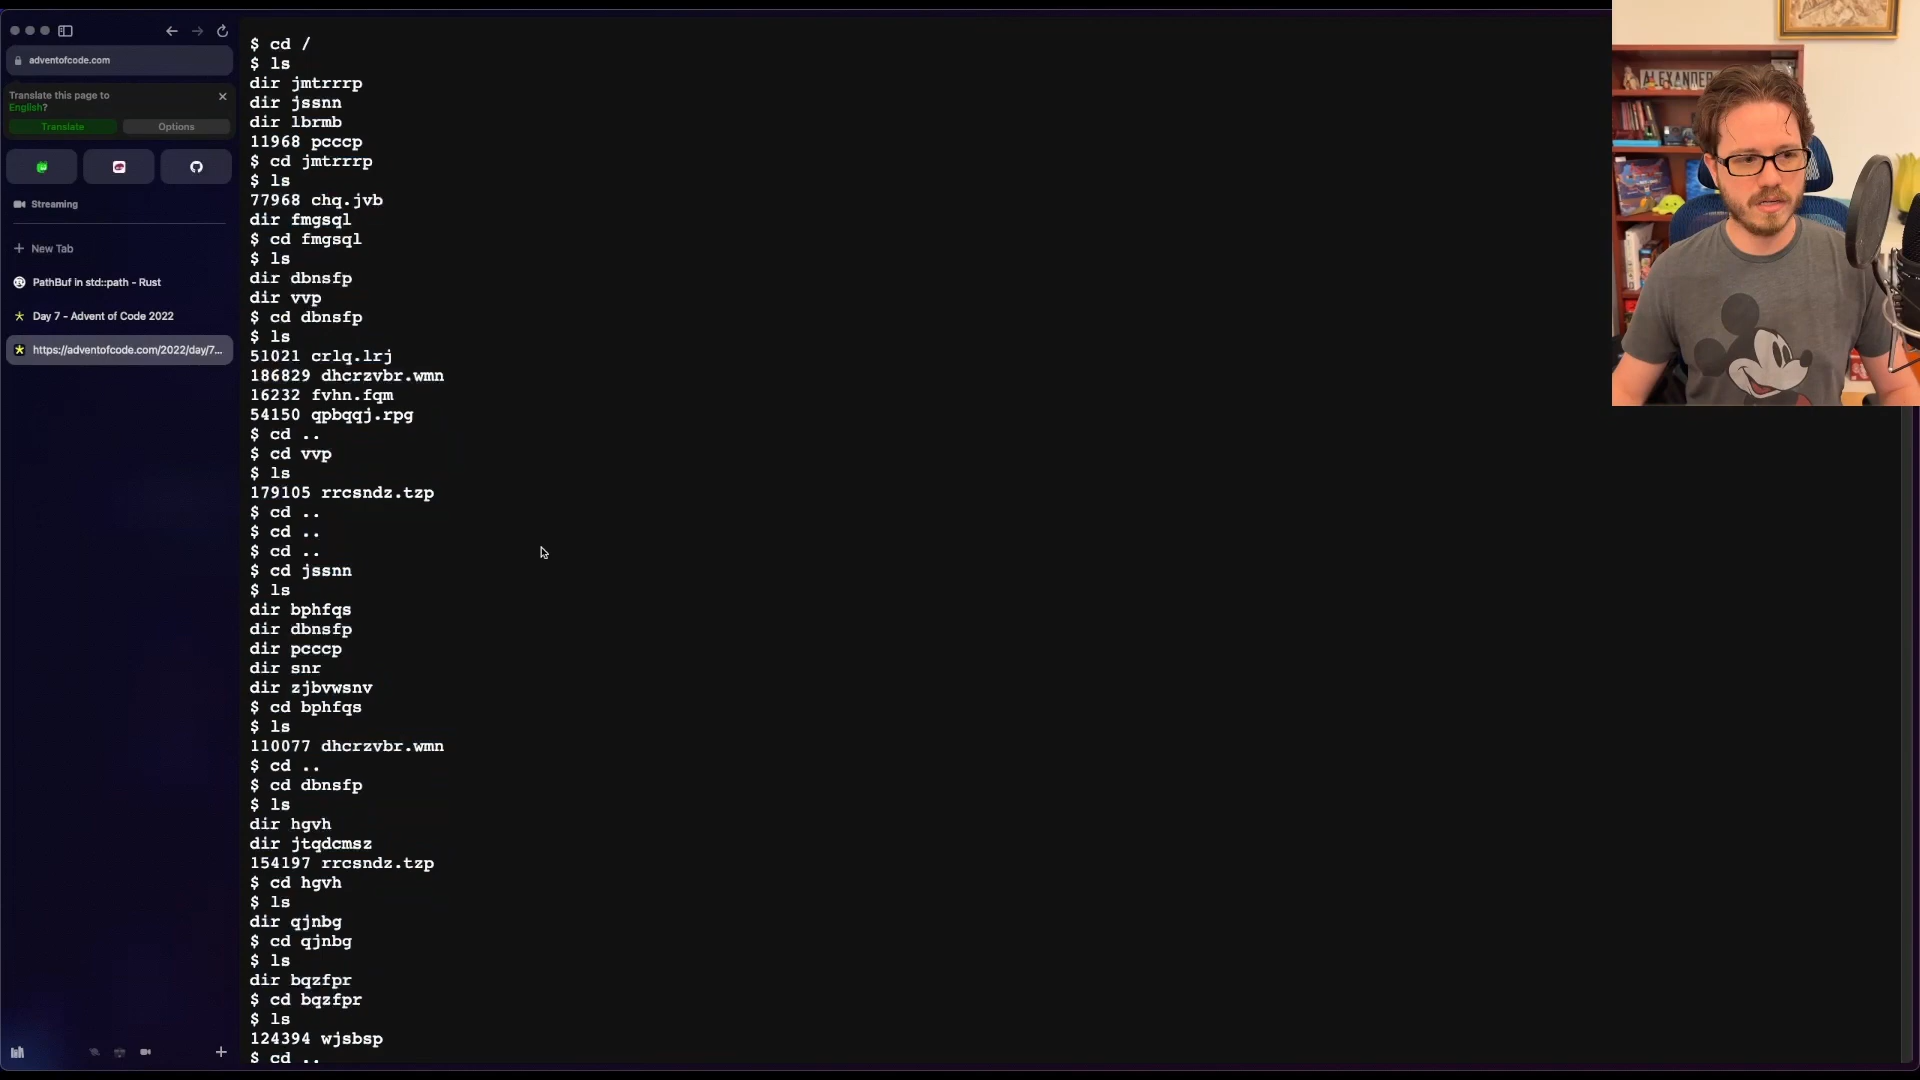 adventofcode.com
Translate this page to
English?
Translate
Options
Streaming
New Tab
PathBuf in std::path - Rust
Day 7 - Advent of Code 2022
https://adventofcode.com/2022/day/7...
$ cd /
$ ls
dir jmtrrrp
dir jssnn
dir lbrmb
11968 pcccp
$ cd jmtrrrp
$ ls
77968 chq.jvb
dir fmgsql
$ cd fmgsql
$ ls
dir dbnsfp
dir vvp
$ cd dbnsfp
$ ls
51021 crlq.lrj
186829 dhcrzvbr.wmn
16232 fvhn.fqm
54150 qpbqqj.rpg
$ cd ..
$ cd vvp
$ ls
179105 rrcsndz.tzp
$ cd ..
$ cd ..
$ cd ..
$ cd jssnn
$ ls
dir bphfqs
dir dbnsfp
dir pcccp
dir snr
dir zjbvwsnv
$ cd bphfqs
$ ls
110077 dhcrzvbr.wmn
$ cd ..
$ cd dbnsfp
$ ls
dir hgvh
dir jtqdcmsz
154197 rrcsndz.tzp
$ cd hgvh
$ ls
dir qjnbg
$ cd qjnbg
$ ls
dir bqzfpr
$ cd bqzfpr
$ ls
124394 wjsbsp
$ cd ..
ALEXANDER